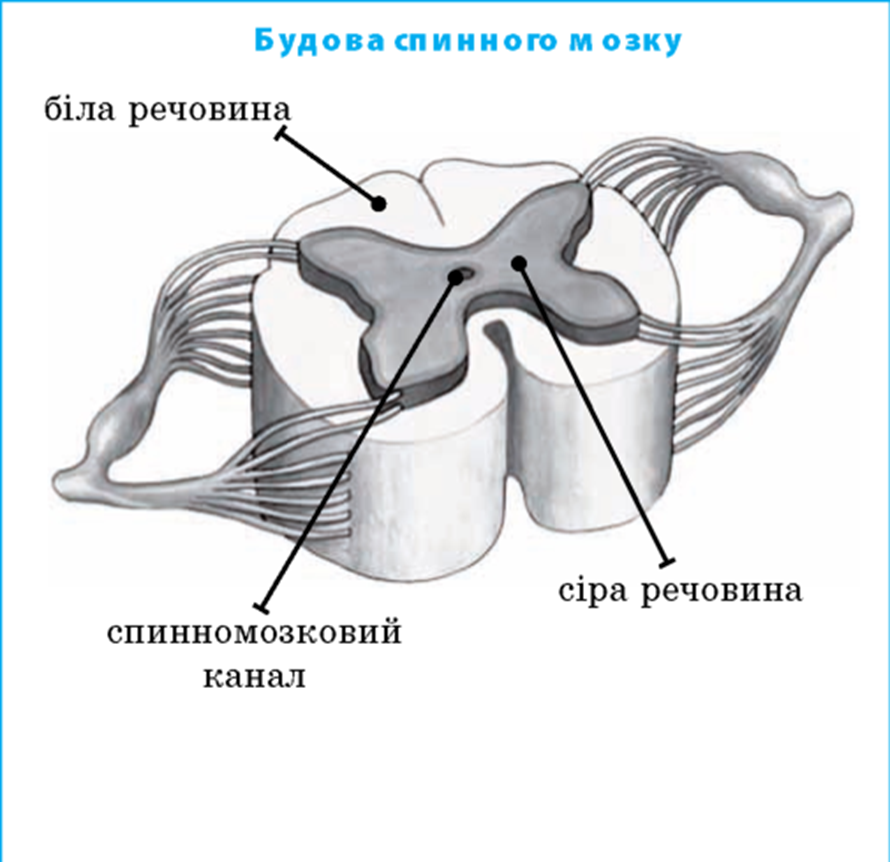 Будова спинного мозку
біла речовина
сіра речовина
спинномозковий
канал